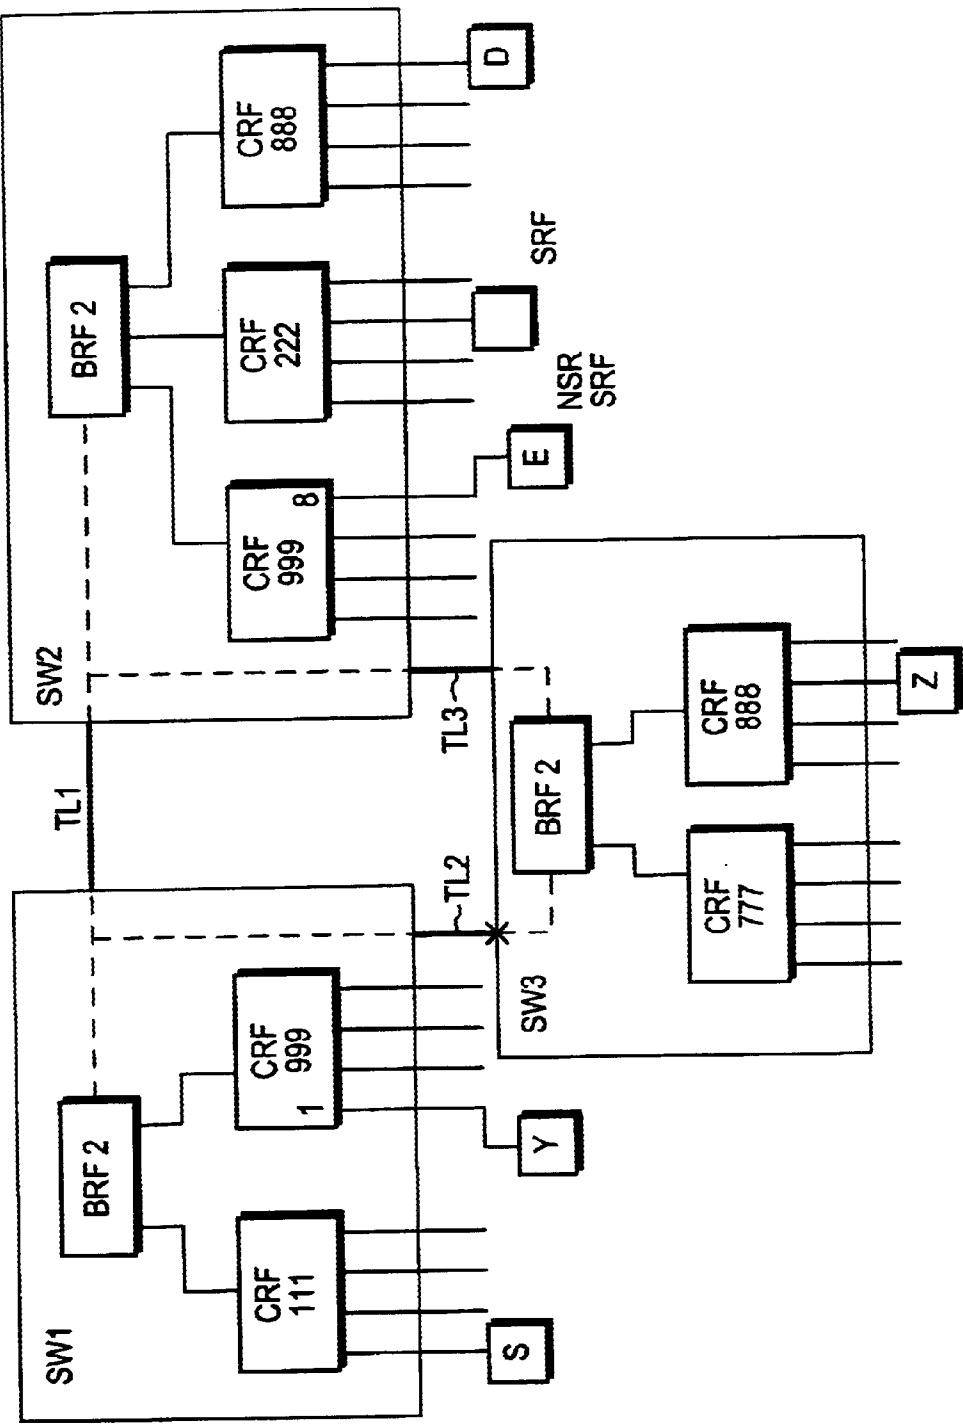 SW1
BRF 2
CRF
111
CRF
999
1
S
Y
TL1
TL2
TL3
SW2
BRF 2
CRF
999
8
CRF
222
CRF
888
E
NSR
SRF
SRF
D
SW3
BRF 2
CRF
777
CRF
888
Z